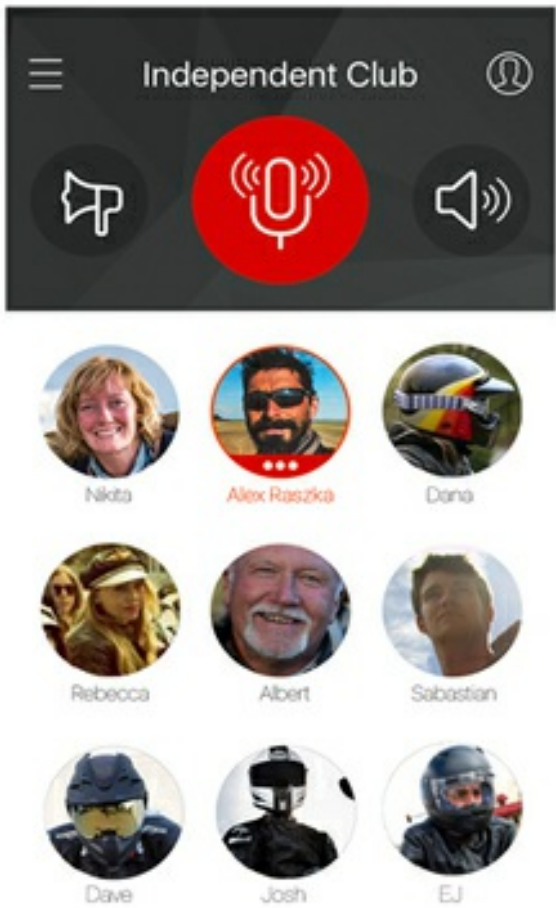 Independent Club
Nikita
Alex Raszka
Dana
Rebecca
Albert
Sabastian
Dave
Josh
EJ